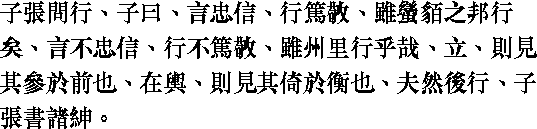 子張問行、子曰、言忠信、行篤敬、雖蠻貊之邦行
矣、言不忠信、行不篤敬、雖州里行乎哉、立、則見
其參於前也、在輿、則見其倚於衡也、夫然後行、子
張書諸紳。